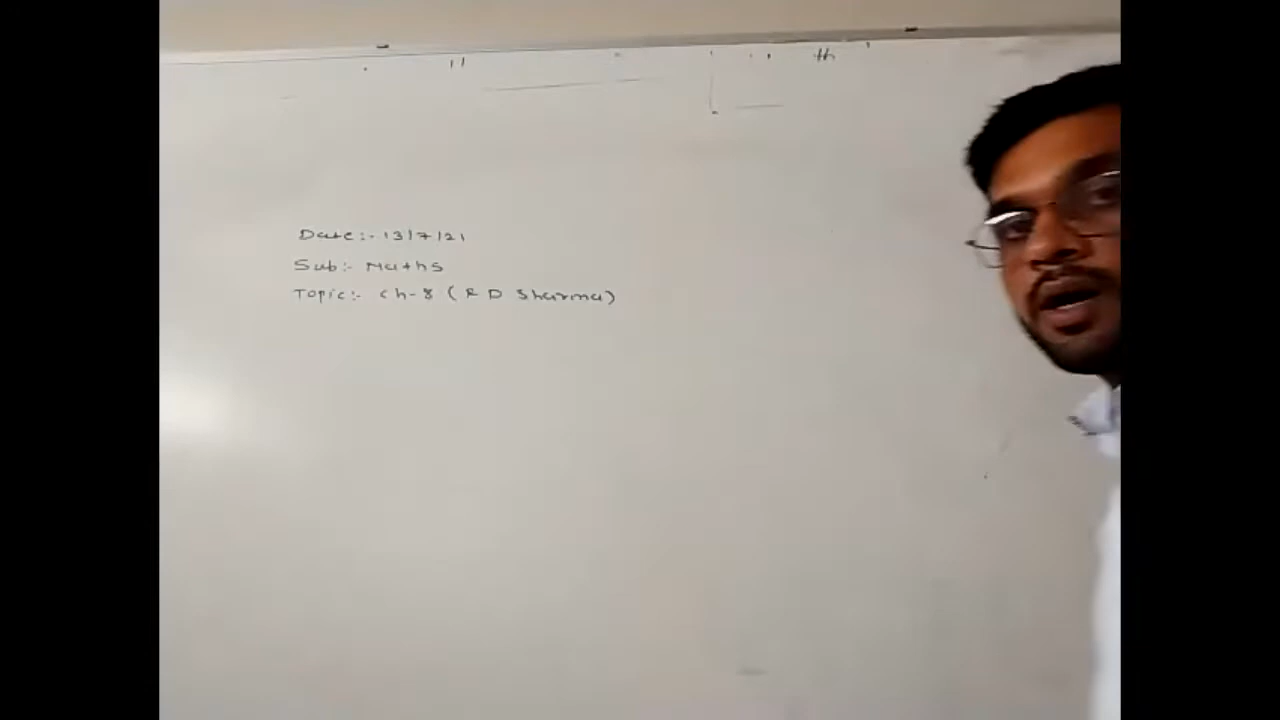 Date:- 13/7/21
Sub:- Maths
Topic:- Ch-8 (R D Sharma)